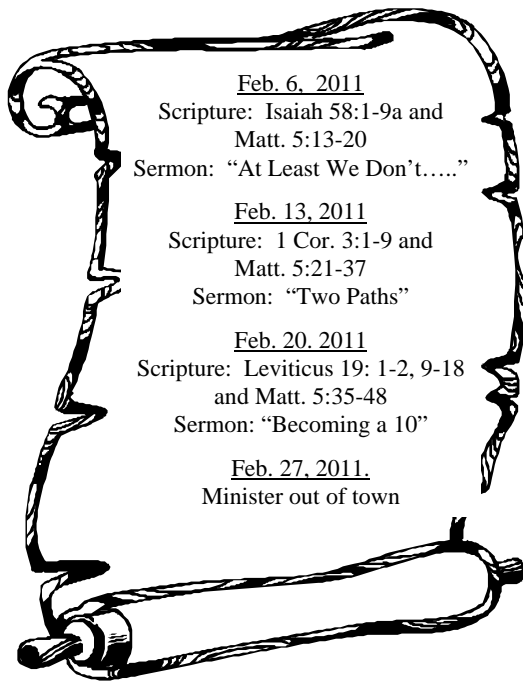 Feb. 6,  2011
Scripture:  Isaiah 58:1-9a and
Matt. 5:13-20
Sermon:  “At Least We Don’t…..”
Feb. 13, 2011
Scripture:  1 Cor. 3:1-9 and
Matt. 5:21-37
Sermon:  “Two Paths”
Feb. 20. 2011
Scripture:  Leviticus 19: 1-2, 9-18
and Matt. 5:35-48
Sermon: “Becoming a 10”
Feb. 27, 2011.
Minister out of town